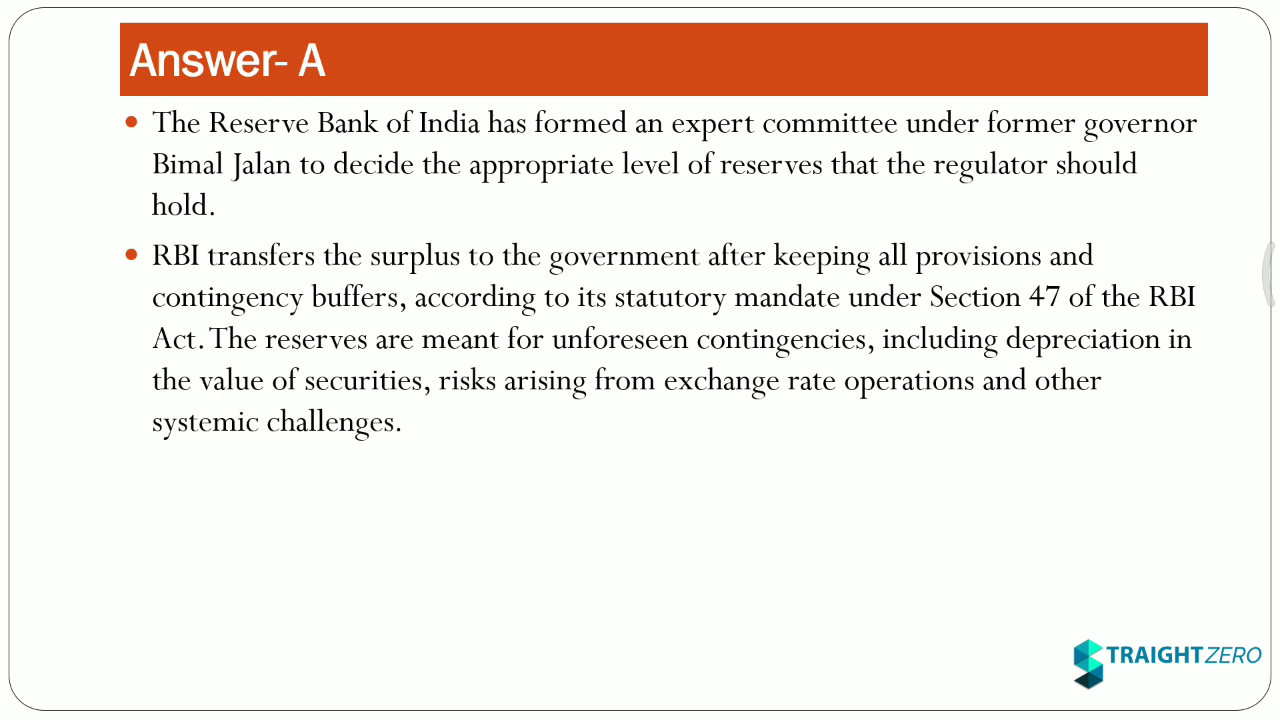 Answer- A
The Reserve Bank of India has formed an expert committee under former governor
Bimal Jalan to decide the appropriate level of reserves that the regulator should
hold.
RBI transfers the surplus to the government after keeping all provisions and
contingency buffers, according to its statutory mandate under Section 47 of the RBI
Act. The reserves are meant for unforeseen contingencies, including depreciation in
the value of securities, risks arising from exchange rate operations and other
systemic challenges.
STRAIGHTZERO